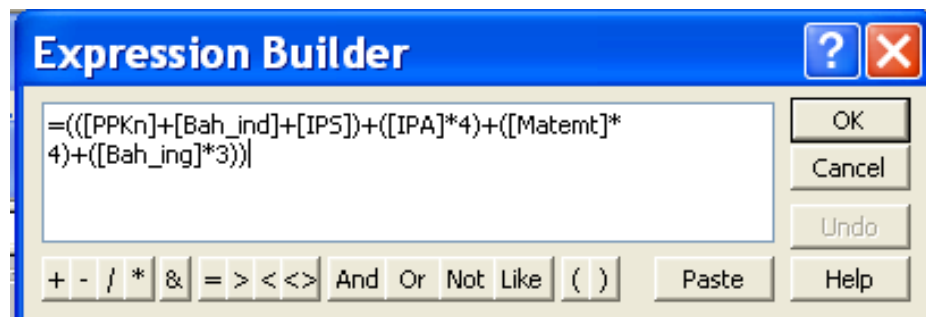 Expression Builder ?
=(([PPKn]+[Bah_ind]+[IPS])+([IPA]*4)+([Matemt]*
4)+([Bah_ing]*3))
OK
Cancel
Undo
+ - / * & = > < <> And Or Not Like ( ) Paste Help